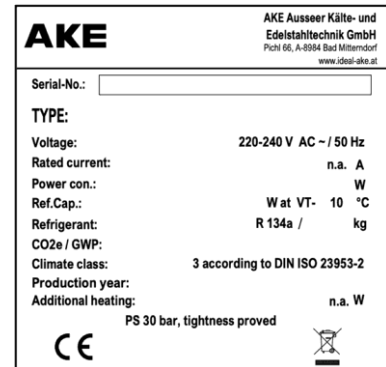 AKE
AKE Ausseer Kälte- und
Edelstahltechnik GmbH
Pichl 66, A-8984 Bad Mitterndorf
www.ideal-ake.at
Serial-No.:
TYPE:
Voltage: 220-240 V AC ~ / 50 Hz
Rated current: n.a. A
Power con.: W
Ref.Cap.: W at VT- 10 °C
Refrigerant: R 134a / kg
CO2e / GWP:
Climate class: 3 according to DIN ISO 23953-2
Production year:
Additional heating: n.a. W
PS 30 bar, tightness proved
CE